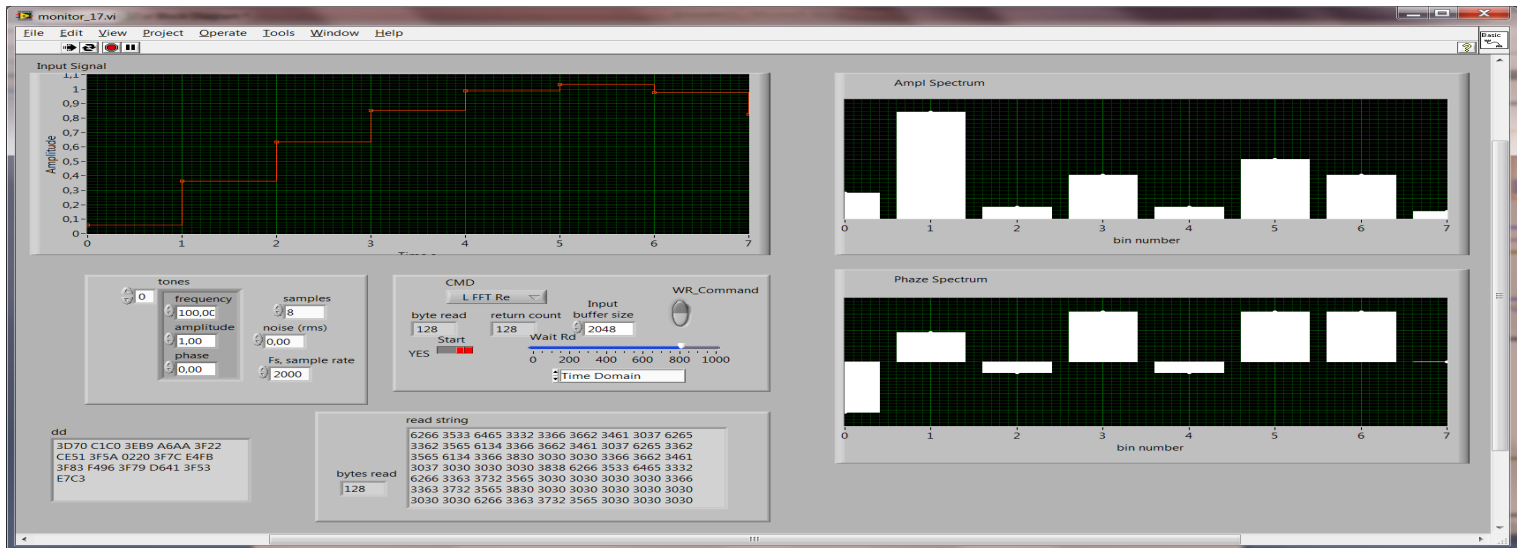 monitor_17.vi
File Edit View Project Operate Tools Window Help
Basic
Input Signal
1,1
1
0,9
0,8
0,7
0,6
0,5
0,4
0,3
0,2
0,1
0
Amplitude
0 1 2 3 4 5 6 7
Ampl Spectrum
0 1 2 3 4 5 6 7
bin number
Phaze Spectrum
0 1 2 3 4 5 6 7
bin number
tones
0
frequency
100,00
amplitude
1,00
phase
0,00
samples
8
noise (rms)
0,00
Fs, sample rate
2000
CMD
L FFT Re
WR_Command
byte read
128
return count
128
Input
buffer size
2048
Start
YES
Wait Rd
0 200 400 600 800 1000
Time Domain
dd
3D70 C1C0 3EB9 A6AA 3F22
CE51 3F5A 0220 3F7C E4FB
3F83 F496 3F79 D641 3F53
E7C3
read string
bytes read
128
6266 3533 6465 3332 3366 3662 3461 3037 6265
3362 3565 6134 3366 3662 3461 3037 6265 3362
3565 6134 3366 3830 3030 3030 3366 3662 3461
3037 3030 3030 3030 3838 6266 3533 6465 3332
6266 3363 3732 3565 3030 3030 3030 3030 3366
3363 3732 3565 3830 3030 3030 3030 3030 3030
3030 3030 6266 3363 3732 3565 3030 3030 3030